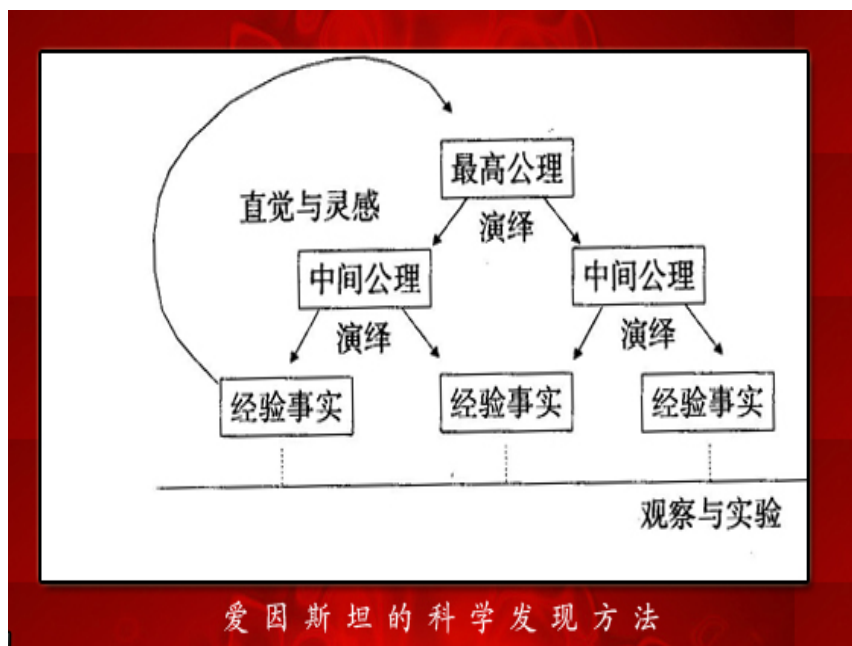 最高公理
直觉与灵感
演绎
中间公理
中间公理
演绎
演绎
经验事实
经验事实
经验事实
观察与实验
爱因斯坦的科学发现方法